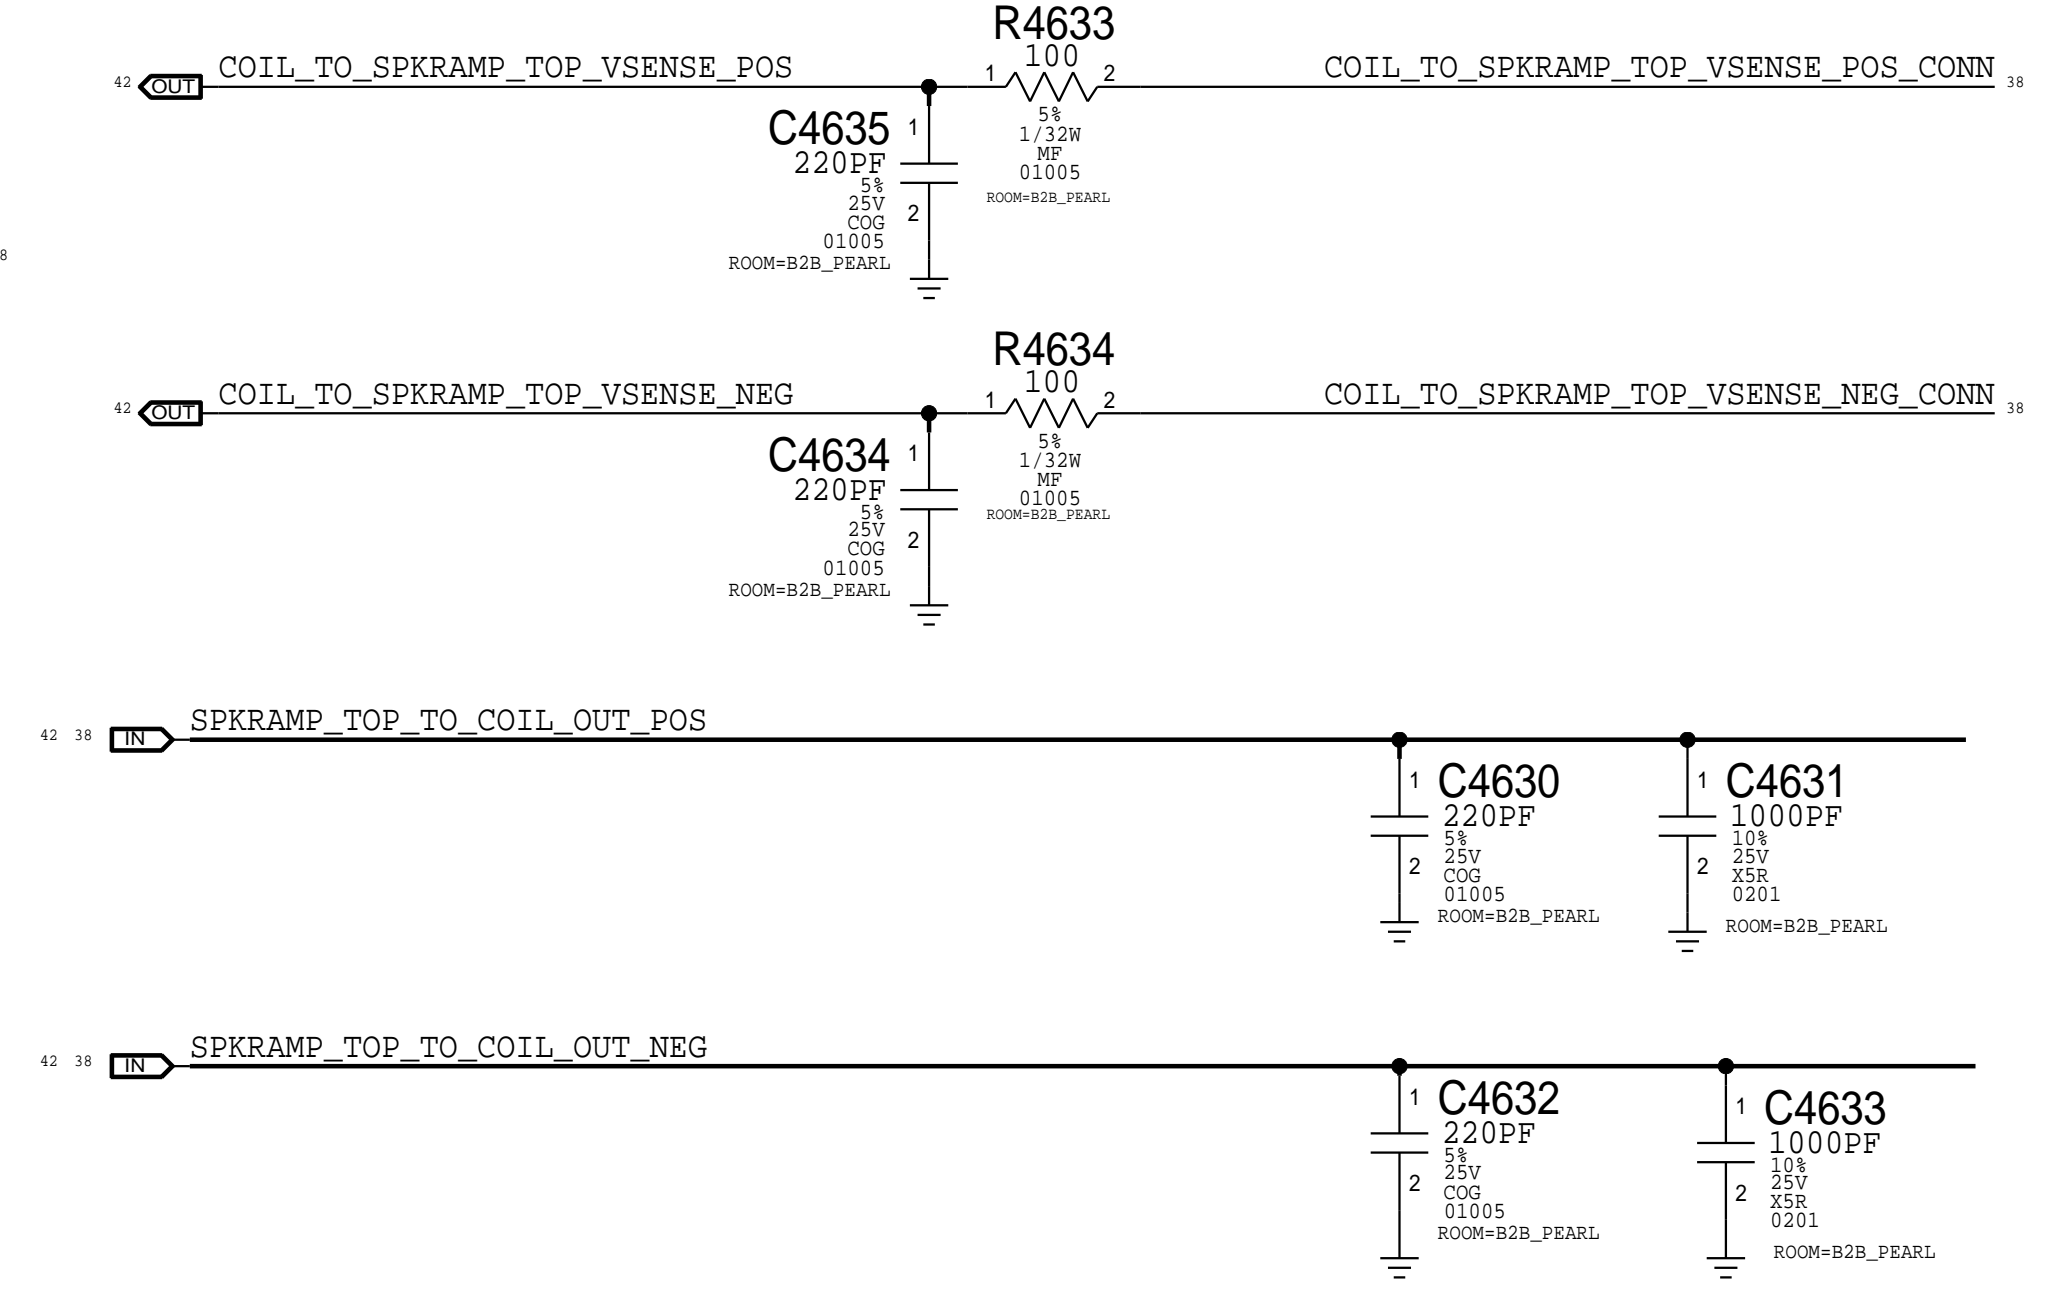 R4633
100
42 OUT COIL_TO_SPKRAMP_TOP_VSENSE_POS 1 2 COIL_TO_SPKRAMP_TOP_VSENSE_POS_CONN 38
5%
1/32W
MF
01005
ROOM=B2B_PEARL
C4635 1
220PF
5%
25V
2
COG
01005
ROOM=B2B_PEARL
8
R4634
100
42 OUT COIL_TO_SPKRAMP_TOP_VSENSE_NEG 1 2 COIL_TO_SPKRAMP_TOP_VSENSE_NEG_CONN 38
5%
1/32W
MF
01005
ROOM=B2B_PEARL
C4634 1
220PF
5%
25V
2
COG
01005
ROOM=B2B_PEARL
42 38 IN SPKRAMP_TOP_TO_COIL_OUT_POS
1 C4630
220PF
5%
25V
2
COG
01005
ROOM=B2B_PEARL
1 C4631
1000PF
10%
25V
2
X5R
0201
ROOM=B2B_PEARL
42 38 IN SPKRAMP_TOP_TO_COIL_OUT_NEG
1 C4632
220PF
5%
25V
2
COG
01005
ROOM=B2B_PEARL
1 C4633
1000PF
10%
25V
2
X5R
0201
ROOM=B2B_PEARL